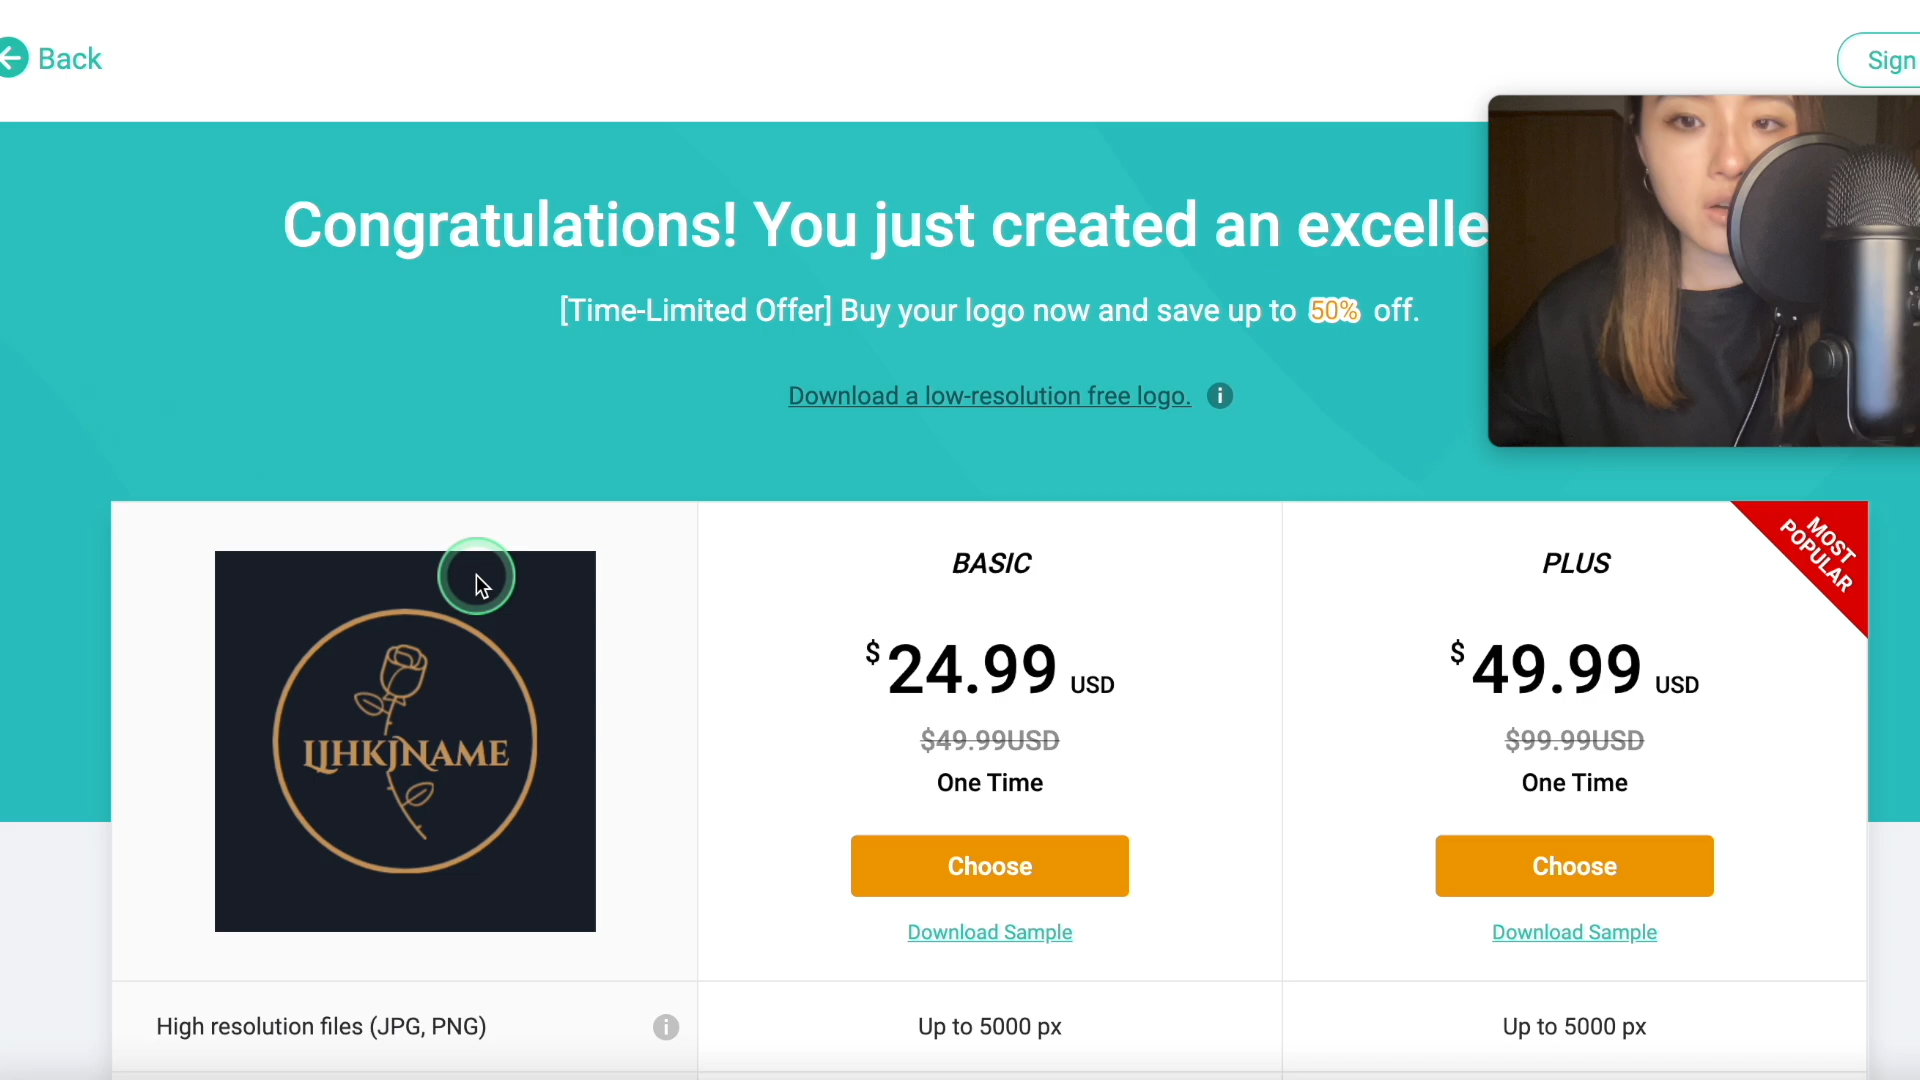 Back
Sign
Congratulations! You just created an excelle
[Time-Limited Offer] Buy your logo now and save up to 50% off.
Download a low-resolution free logo.
MOST
POPULAR
BASIC
PLUS
$24.99 USD
$49.99 USD
$49.99USD
$99.99USD
One Time
One Time
LJHKJNAME
Choose
Choose
Download Sample
Download Sample
High resolution files (JPG, PNG)
Up to 5000 px
Up to 5000 px